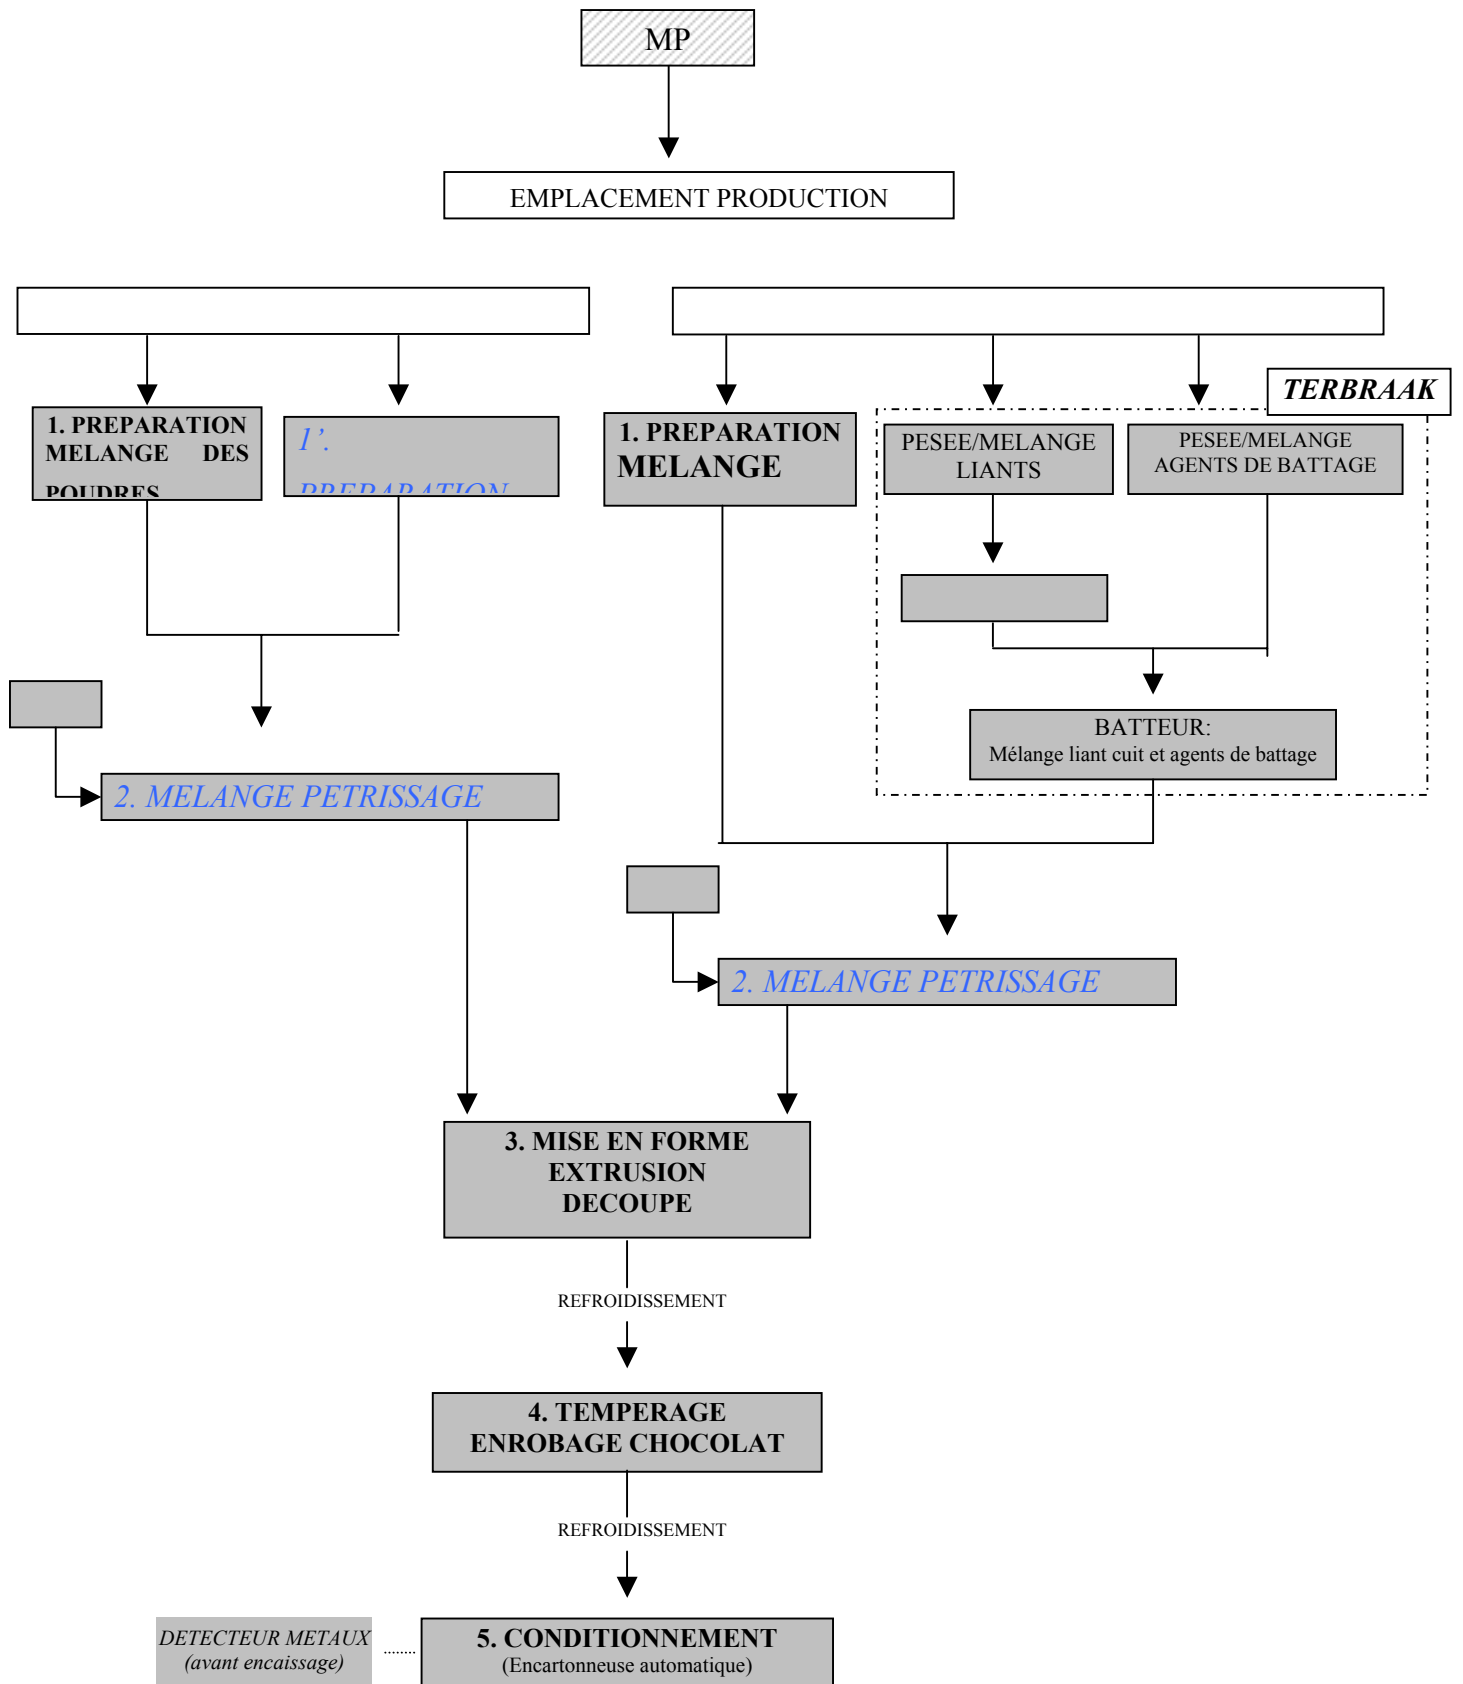 MP
EMPLACEMENT PRODUCTION
TERBRAAK
1. PREPARATION
MELANGE DES
POUDRES
1’.
PREPARATION
1. PREPARATION
MELANGE
PESEE/MELANGE
LIANTS
PESEE/MELANGE
AGENTS DE BATTAGE
BATTEUR:
Mélange liant cuit et agents de battage
2. MELANGE PETRISSAGE
2. MELANGE PETRISSAGE
3. MISE EN FORME
EXTRUSION
DECOUPE
REFROIDISSEMENT
4. TEMPERAGE
ENROBAGE CHOCOLAT
REFROIDISSEMENT
DETECTEUR METAUX
(avant encaissage)
5. CONDITIONNEMENT
(Encartonneuse automatique)